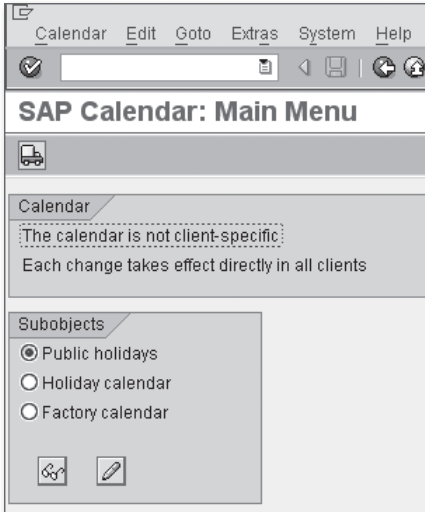 Calendar Edit Goto Extras System Help
SAP Calendar: Main Menu
Calendar
The calendar is not client-specific
Each change takes effect directly in all clients
Subobjects
Public holidays
Holiday calendar
Factory calendar